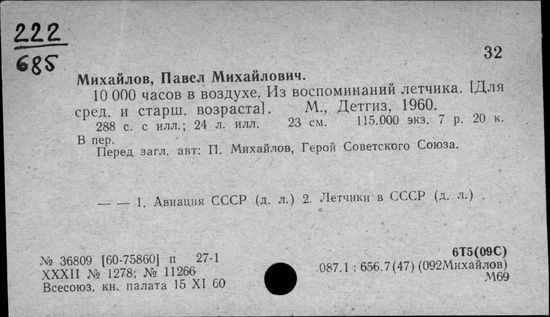 222
685
32
Михайлов, Павел Михайлович.
10 000 часов в воздухе. Из воспоминаний летчика. [Для
сред. и старш. возраста]. М., Детгиз, 1960.
288 с. с илл.; 24 л. илл. 23 см. 115.000 экз. 7 р. 20 к.
В пер.
Перед загл. авт: П. Михайлов, Герой Советского Союза.
— — 1. Авиация СССР (д. л.) 2. Летчики в СССР (д. л.)
№ 36809 [60-75860] п 27-1
XXXII № 1278; № 11266
Всесоюз. кн. палата 15 XI 60
6Т5(09С)
087.1 : 656.7(47) (092Михайлов)
М69